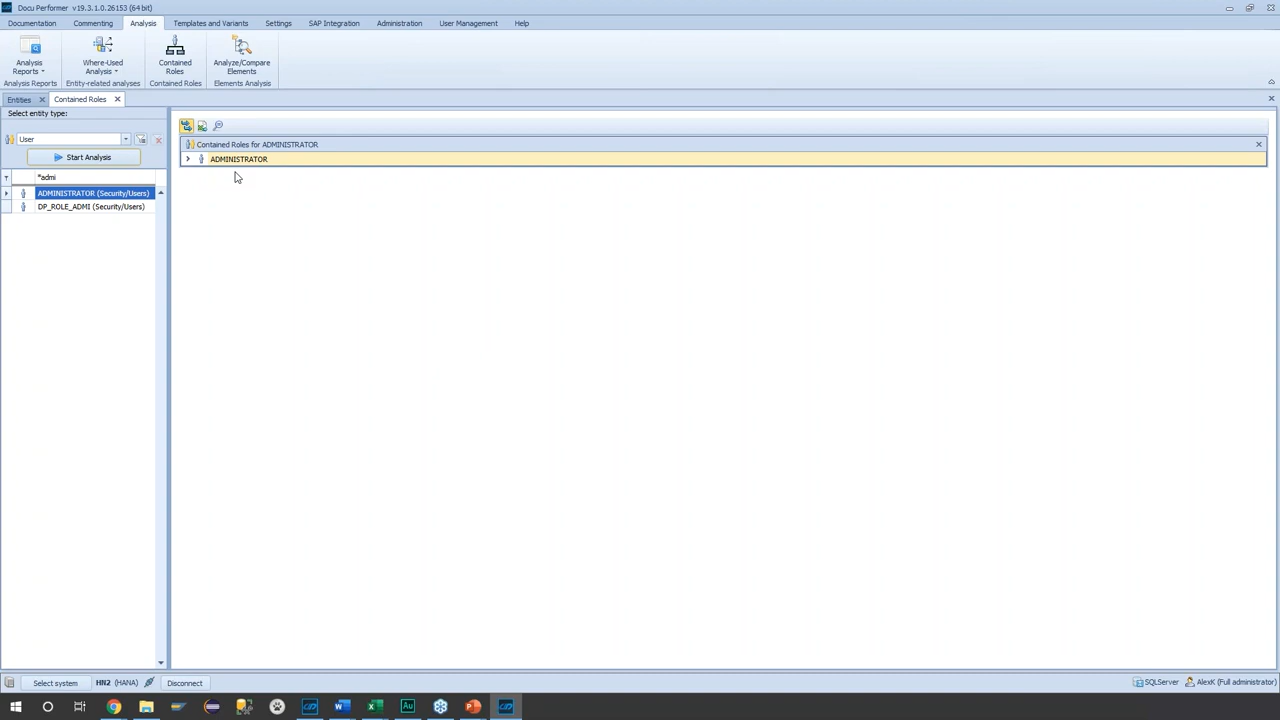 Docu Performer v19.3.1.0.26153 (64 bit)
Documentation Commenting Analysis Templates and Variants Settings SAP Integration Administration User Management Help
Analysis Reports
Where-Used Analysis
Contained Roles
Analyze/Compare Elements
Analysis Reports Entity-related analyses Contained Roles Elements Analysis
Entities Contained Roles
Select entity type:
User
Start Analysis
*admi
ADMINISTRATOR (Security/Users)
DP_ROLE_ADMI (Security/Users)
Contained Roles for ADMINISTRATOR
ADMINISTRATOR
Select system HN2 (HANA) Disconnect SQLServer AlexK (Full administrator)